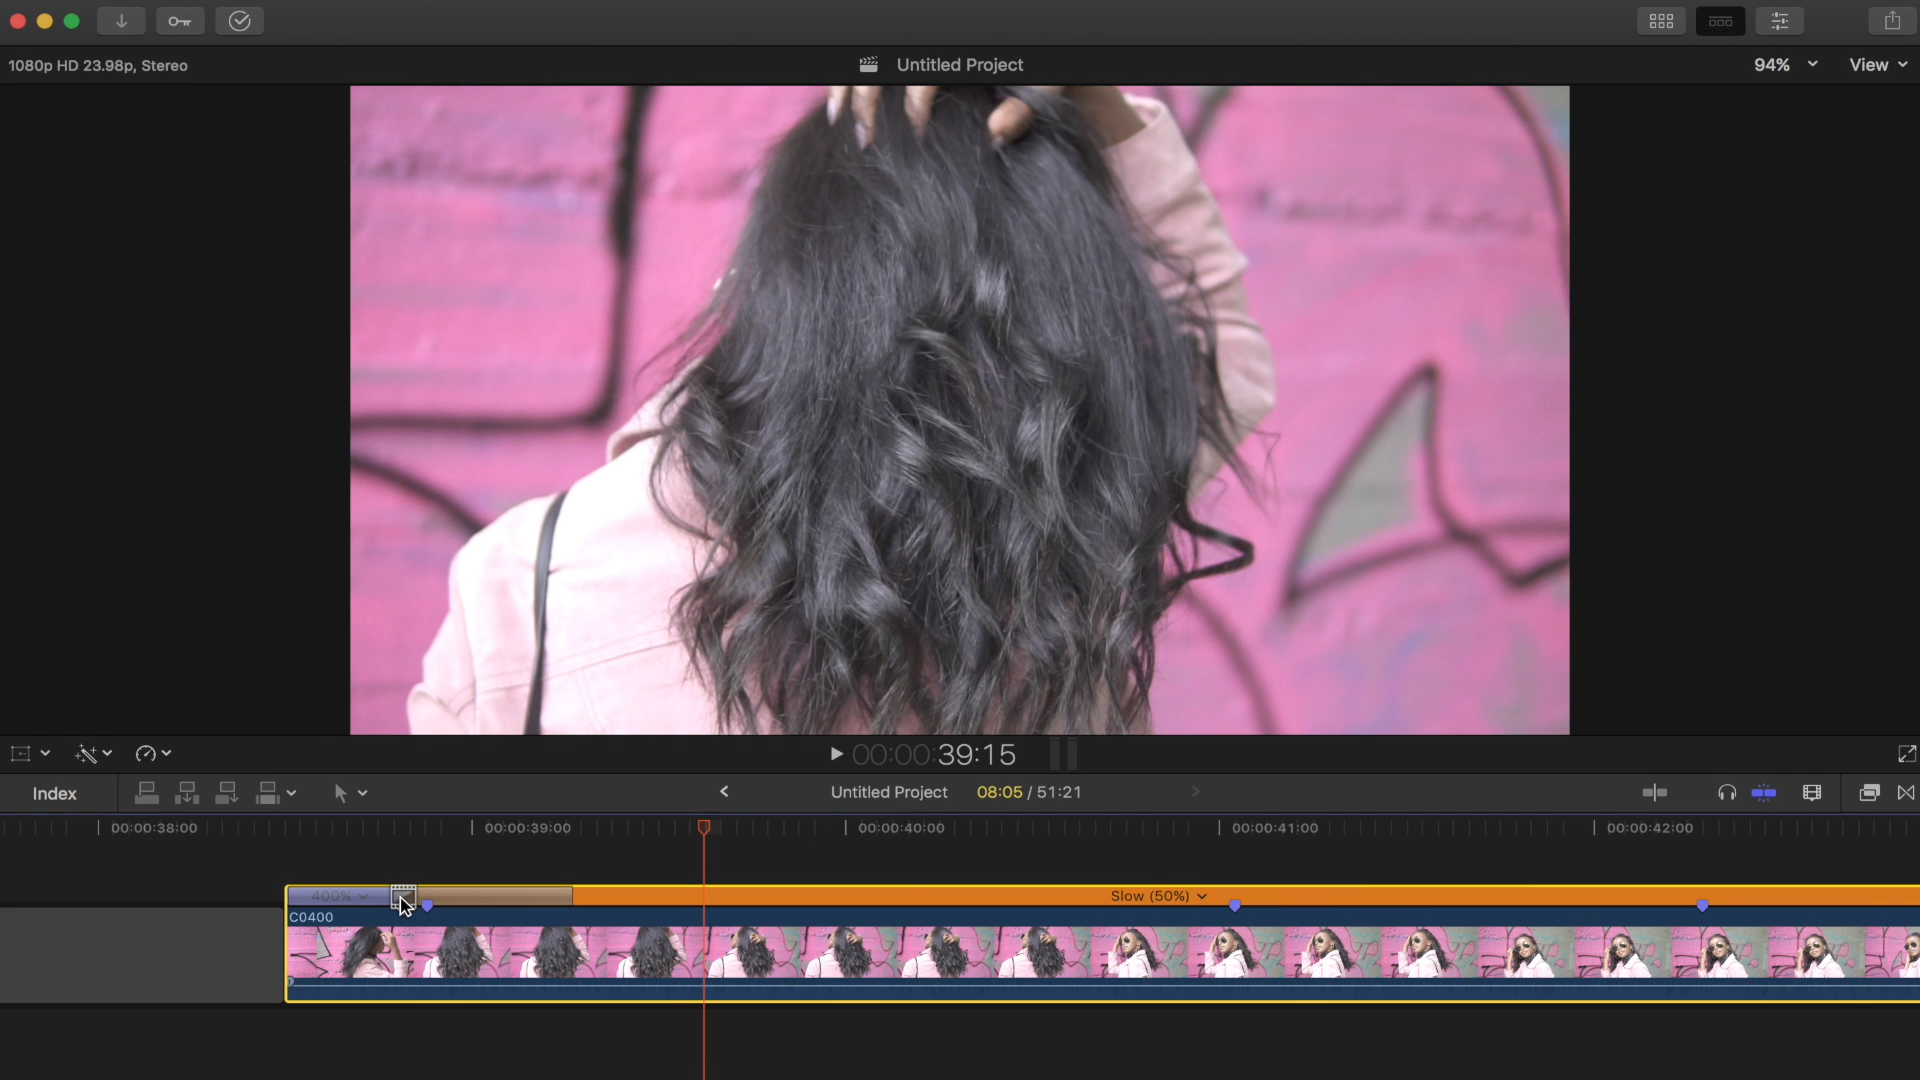 1080p HD 23.98p, Stereo
Untitled Project
94%
View
00:00:39:15
Index
Untitled Project
08:05 / 51:21
00:00:38:00
00:00:39:00
00:00:40:00
00:00:41:00
00:00:42:00
400%
Slow (50%)
C0400